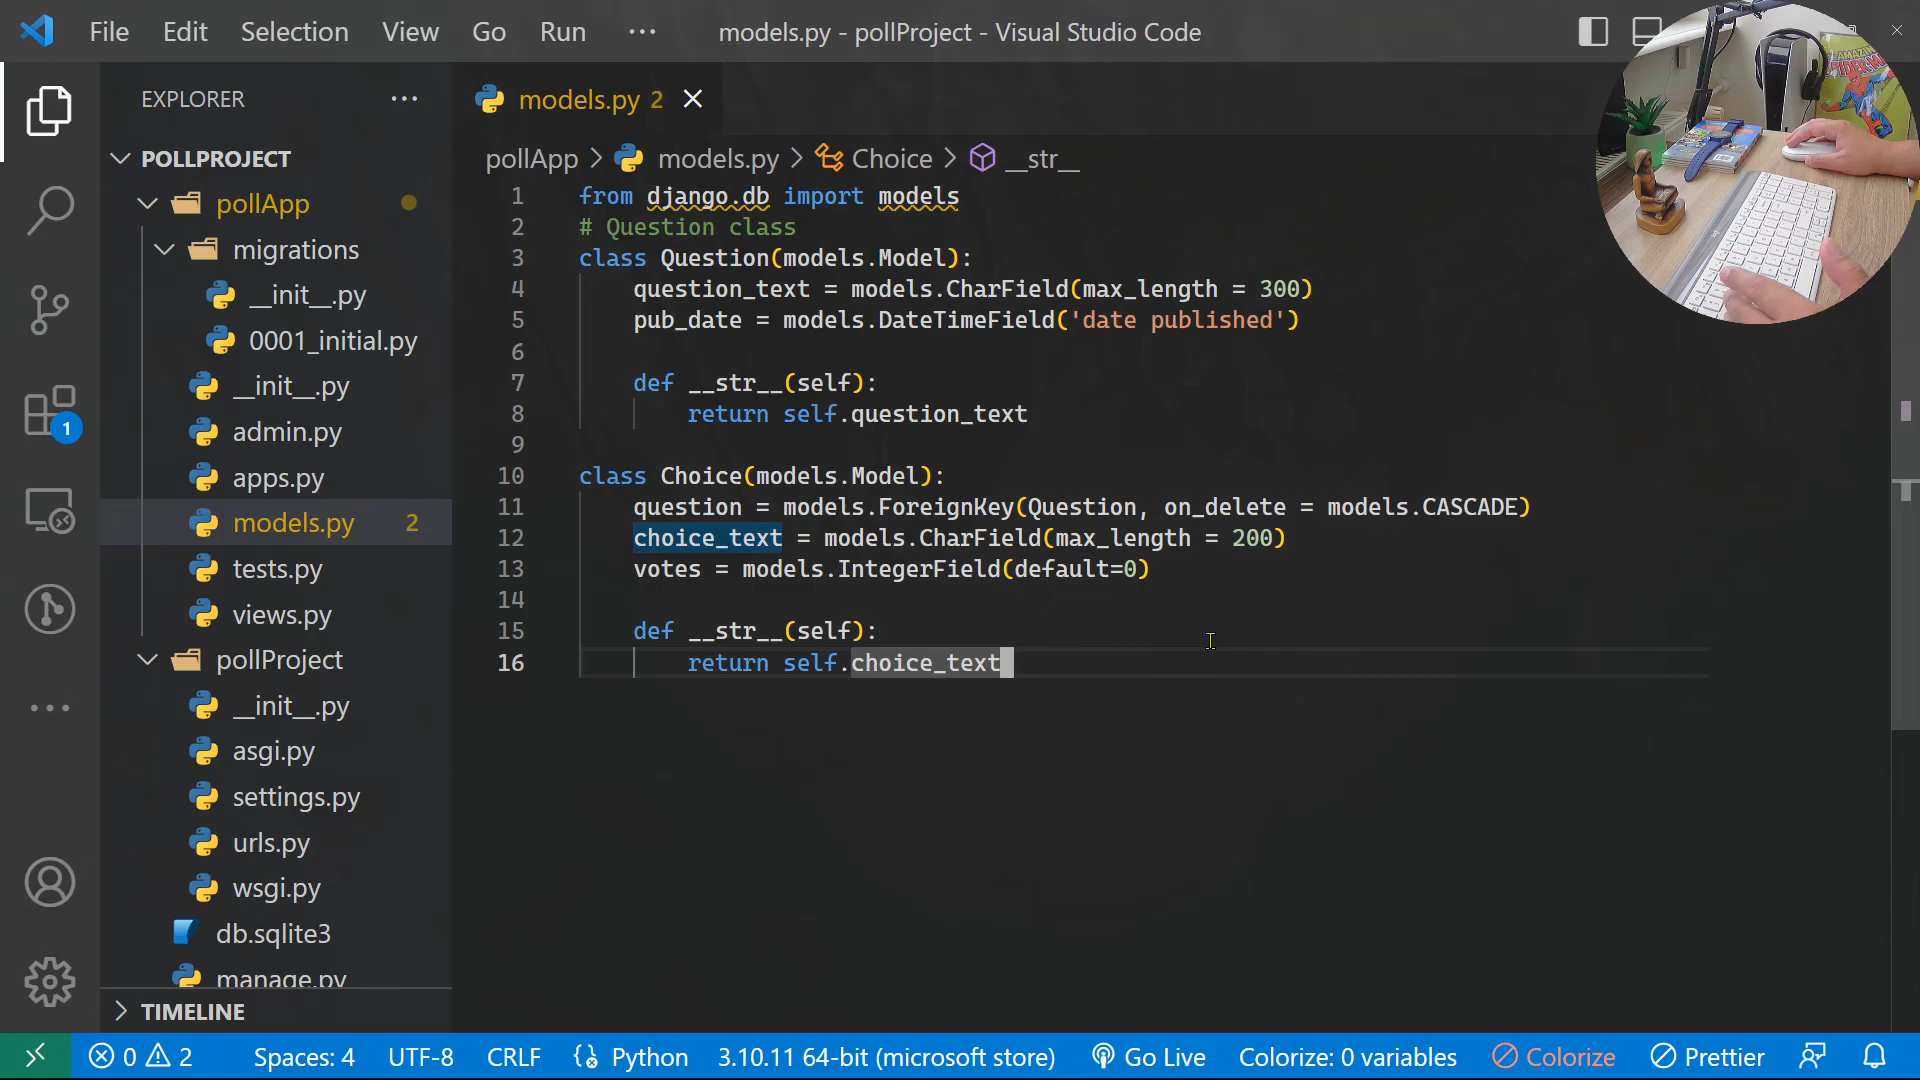 File Edit Selection View Go Run ··· models.py - pollProject - Visual Studio Code
EXPLORER ···
POLLPROJECT
pollApp
migrations
__init__.py
0001_initial.py
__init__.py
admin.py
apps.py
models.py 2
tests.py
views.py
pollProject
__init__.py
asgi.py
settings.py
urls.py
wsgi.py
db.sqlite3
manage.py
TIMELINE
1
models.py 2
pollApp > models.py > Choice > __str__
1 from django.db import models
2 # Question class
3 class Question(models.Model):
4 question_text = models.CharField(max_length = 300)
5 pub_date = models.DateTimeField('date published')
6
7 def __str__(self):
8 return self.question_text
9
10 class Choice(models.Model):
11 question = models.ForeignKey(Question, on_delete = models.CASCADE)
12 choice_text = models.CharField(max_length = 200)
13 votes = models.IntegerField(default=0)
14
15 def __str__(self):
16 return self.choice_text
AMAZING
SPIDER-MAN
0 2 Spaces: 4 UTF-8 CRLF Python 3.10.11 64-bit (microsoft store) Go Live Colorize: 0 variables Colorize Prettier